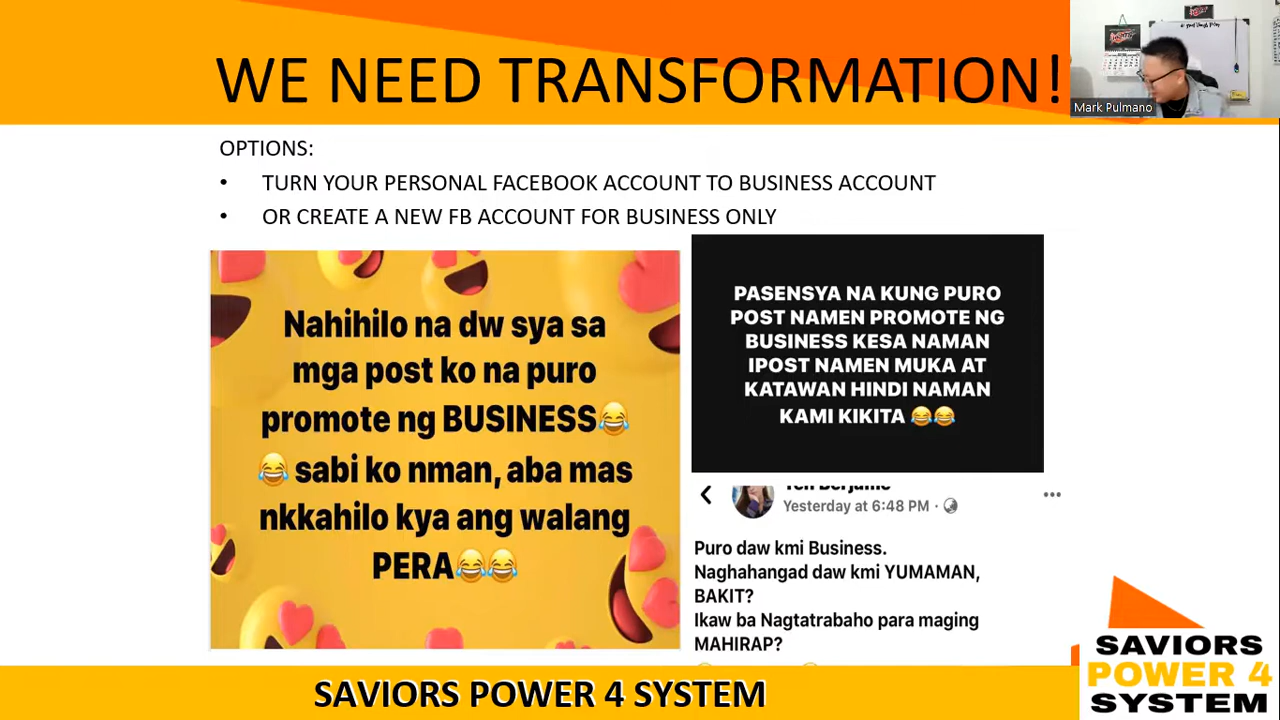 WE NEED TRANSFORMATION!
Mark Pulmano
OPTIONS:
• TURN YOUR PERSONAL FACEBOOK ACCOUNT TO BUSINESS ACCOUNT
• OR CREATE A NEW FB ACCOUNT FOR BUSINESS ONLY
Nahihilo na dw sya sa
mga post ko na puro
promote ng BUSINESS😂
😂 sabi ko nman, aba mas
nkkahilo kya ang walang
PERA😂😂
PASENSYA NA KUNG PURO
POST NAMEN PROMOTE NG
BUSINESS KESA NAMAN
IPOST NAMEN MUKA AT
KATAWAN HINDI NAMAN
KAMI KIKITA 😂😂
Yesterday at 6:48 PM ·
Puro daw kmi Business.
Naghahangad daw kmi YUMAMAN,
BAKIT?
Ikaw ba Nagtatrabaho para maging
MAHIRAP?
SAVIORS POWER 4 SYSTEM
SAVIORS
POWER 4
SYSTEM